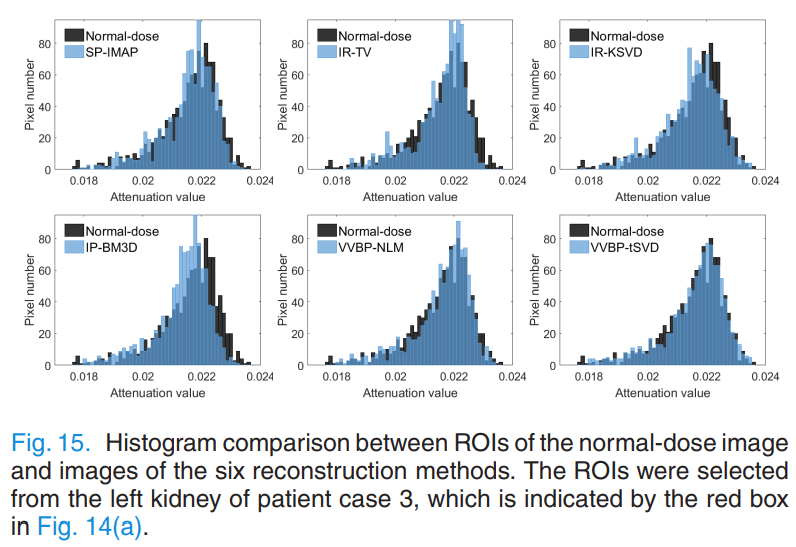 Normal-dose
SP-IMAP
Pixel number
80
60
40
20
0
0.018 0.02 0.022 0.024
Attenuation value
Normal-dose
IR-TV
Pixel number
80
60
40
20
0
0.018 0.02 0.022 0.024
Attenuation value
Normal-dose
IR-KSVD
Pixel number
80
60
40
20
0
0.018 0.02 0.022 0.024
Attenuation value
Normal-dose
IP-BM3D
Pixel number
80
60
40
20
0
0.018 0.02 0.022 0.024
Attenuation value
Normal-dose
VVBP-NLM
Pixel number
80
60
40
20
0
0.018 0.02 0.022 0.024
Attenuation value
Normal-dose
VVBP-tSVD
Pixel number
80
60
40
20
0
0.018 0.02 0.022 0.024
Attenuation value
Fig. 15. Histogram comparison between ROIs of the normal-dose image
and images of the six reconstruction methods. The ROIs were selected
from the left kidney of patient case 3, which is indicated by the red box
in Fig. 14(a).